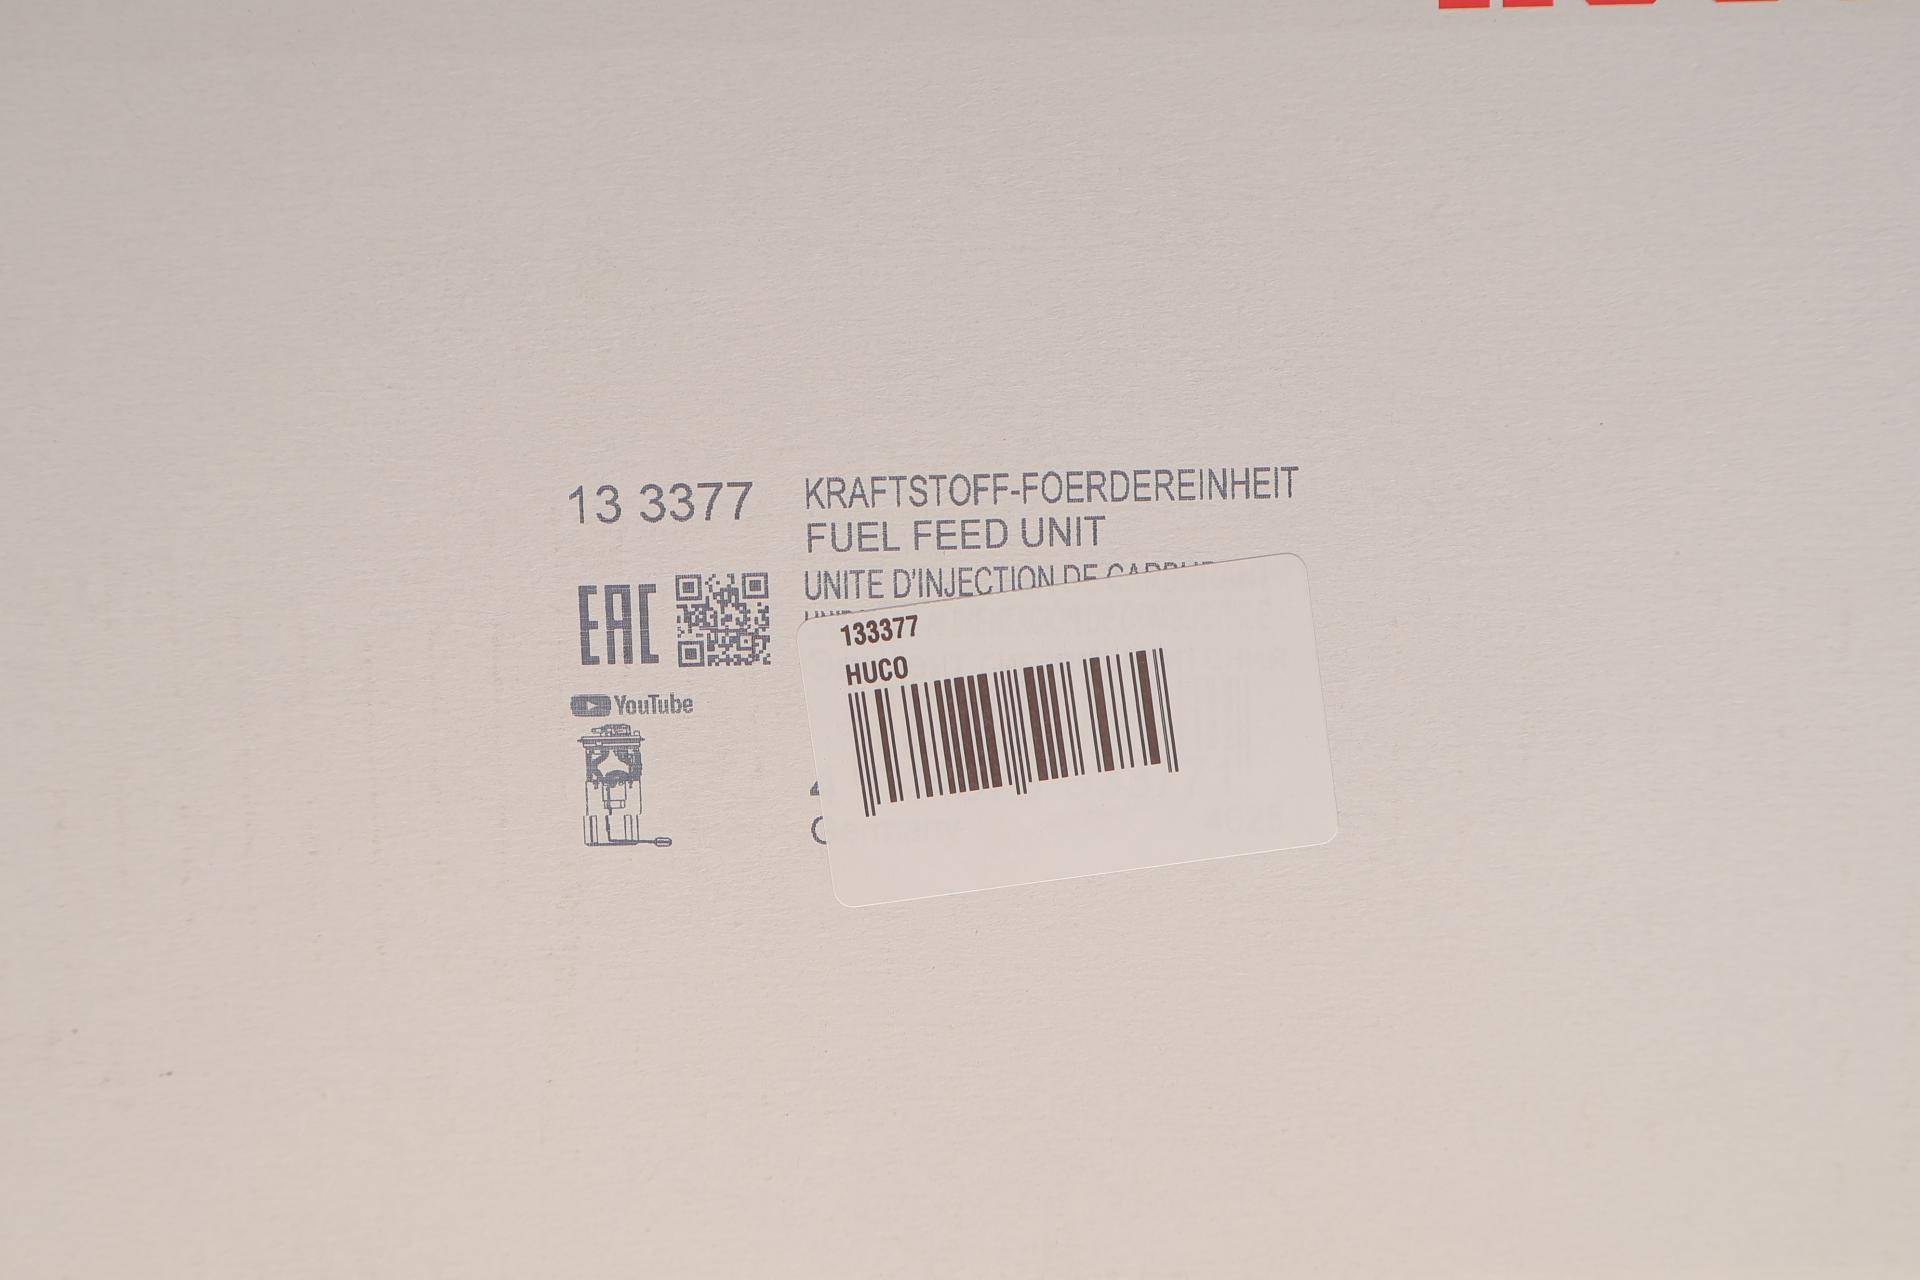 13 3377
KRAFTSTOFF-FOERDEREINHEIT
FUEL FEED UNIT
UNITE D'INJECTION DE
EAC
YouTube
133377
HUCO